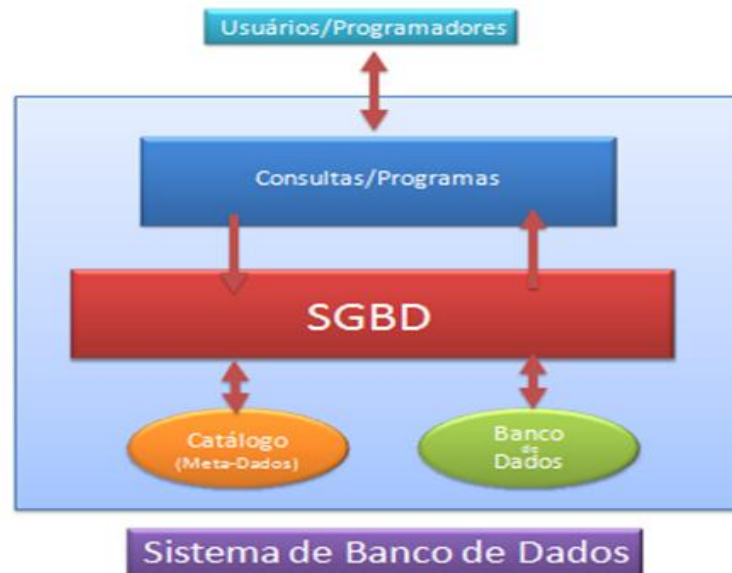 Usuários/Programadores
Consultas/Programas
SGBD
Catálogo
(Meta-Dados)
Banco
de
Dados
Sistema de Banco de Dados